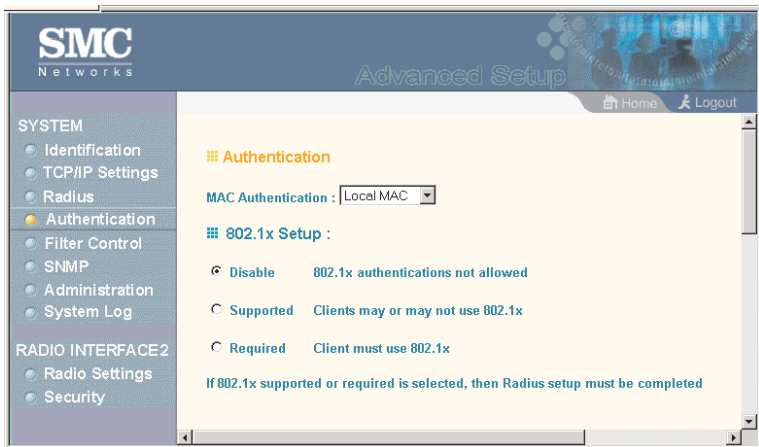 SMC
Networks
Advanced Setup
Home Logout
SYSTEM
Identification
TCP/IP Settings
Radius
Authentication
Filter Control
SNMP
Administration
System Log
RADIO INTERFACE2
Radio Settings
Security
Authentication
MAC Authentication : Local MAC
802.1x Setup :
Disable 802.1x authentications not allowed
Supported Clients may or may not use 802.1x
Required Client must use 802.1x
If 802.1x supported or required is selected, then Radius setup must be completed